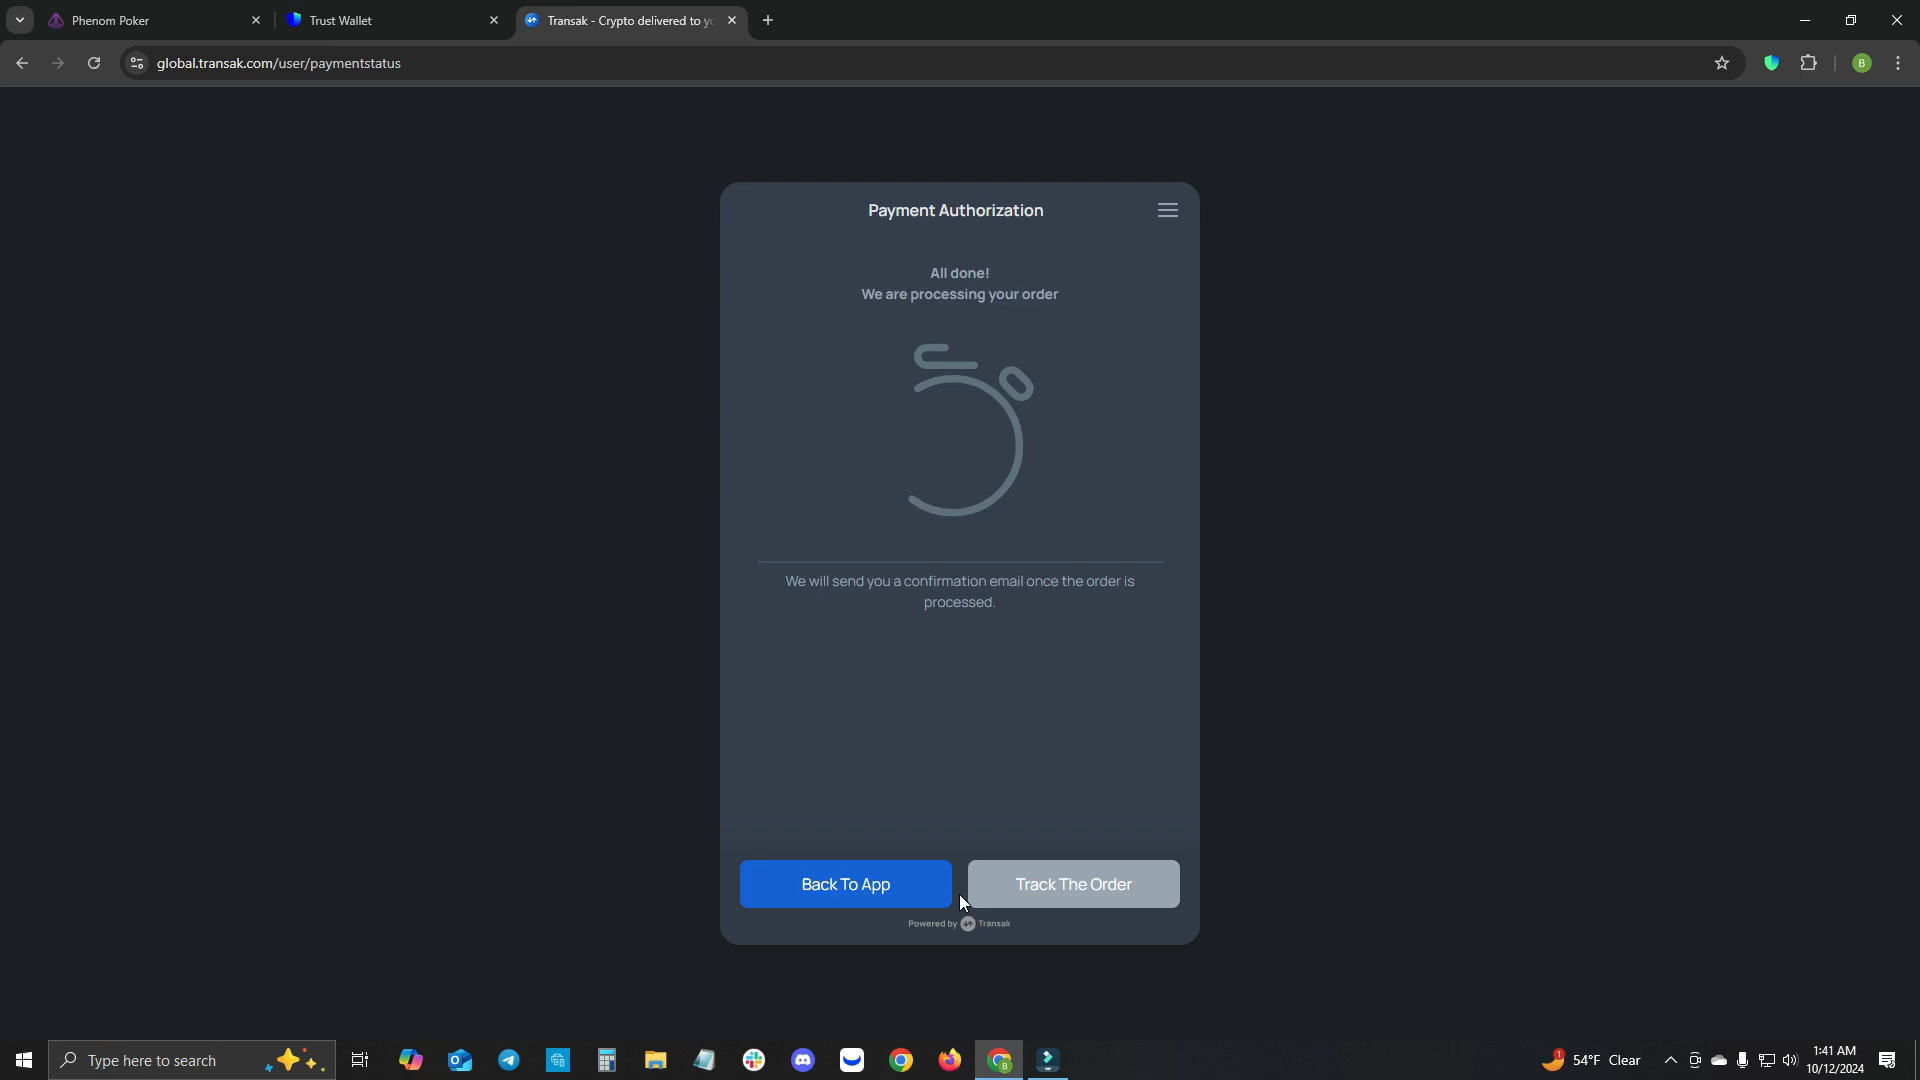 Phenom Poker
Trust Wallet
Transak - Crypto delivered to yo
global.transak.com/user/paymentstatus
B
Payment Authorization
All done!
We are processing your order
We will send you a confirmation email once the order is
processed.
Back To App
Track The Order
Powered by Transak
Type here to search
1
54°F Clear
1:41 AM
10/12/2024